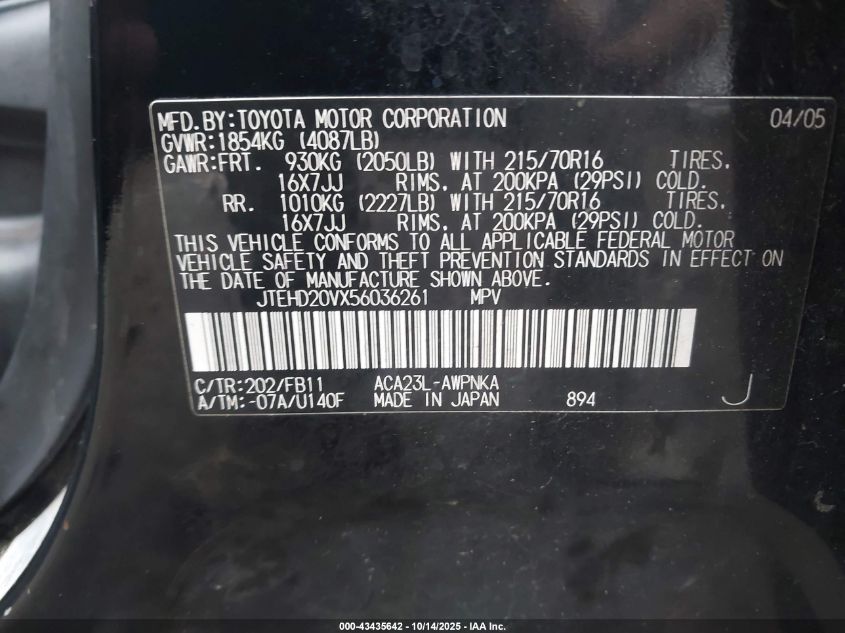 MFD.BY:TOYOTA MOTOR CORPORATION 04/05
GVWR:1854KG (4087LB)
GAWR:FRT. 930KG (2050LB) WITH 215/70R16 TIRES.
16X7JJ RIMS. AT 200KPA (29PSI) COLD.
RR. 1010KG (2227LB) WITH 215/70R16 TIRES.
16X7JJ RIMS. AT 200KPA (29PSI) COLD.
THIS VEHICLE CONFORMS TO ALL APPLICABLE FEDERAL MOTOR
VEHICLE SAFETY AND THEFT PREVENTION STANDARDS IN EFFECT ON
THE DATE OF MANUFACTURE SHOWN ABOVE.
JTEHD20VX56036261 MPV
C/TR:202/FB11 ACA23L-AWPNKA
A/TM:-07A/U140F MADE IN JAPAN 894 J
000-43435642 - 10/14/2025 - IAA Inc.